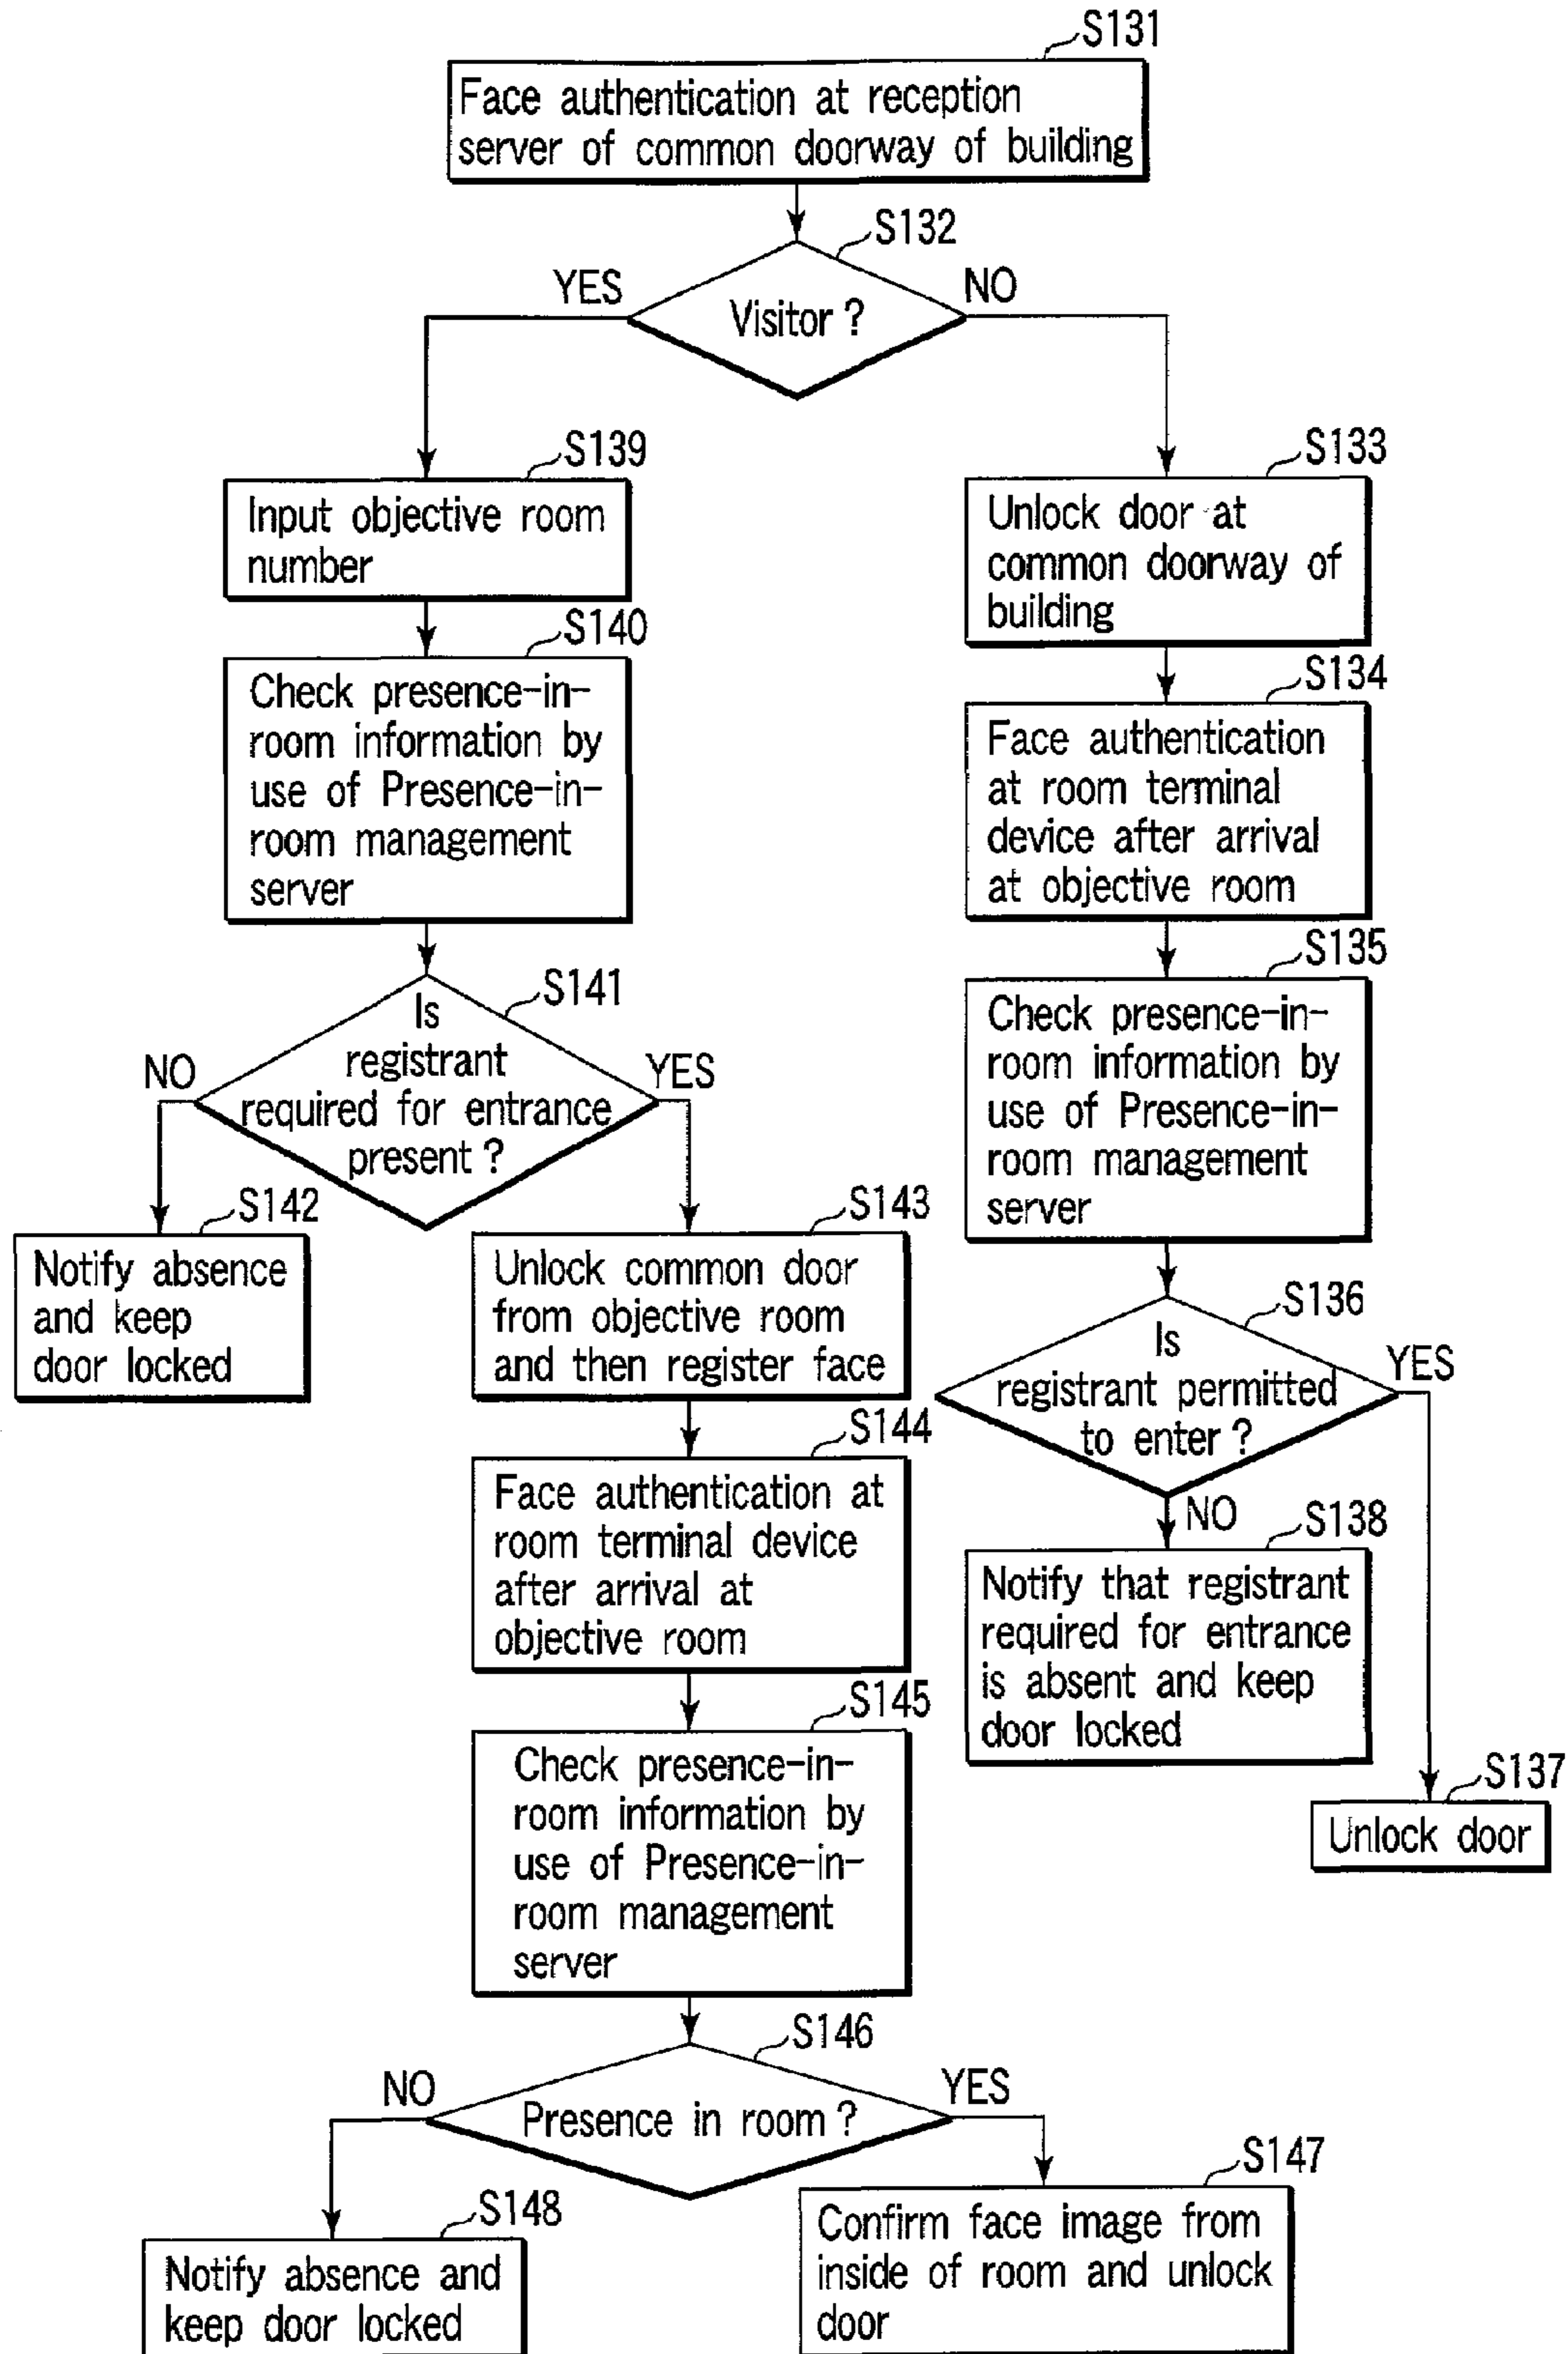 S131
Face authentication at reception
server of common doorway of building
S132
YES
Visitor ?
NO
S139
Input objective room
number
S133
Unlock door at
common doorway of
building
S140
Check presence-in-
room information by
use of Presence-in-
room management
server
S134
Face authentication
at room terminal
device after arrival
at objective room
S141
Is
registrant
required for entrance
present ?
NO
YES
S135
Check presence-in-
room information by
use of Presence-in-
room management
server
S142
Notify absence
and keep
door locked
S143
Unlock common door
from objective room
and then register face
S136
Is
registrant permitted
to enter ?
YES
NO
S144
Face authentication at
room terminal device
after arrival at
objective room
S138
Notify that registrant
required for entrance
is absent and keep
door locked
S137
Unlock door
S145
Check presence-in-
room information by
use of Presence-in-
room management
server
S146
NO
Presence in room ?
YES
S148
Notify absence and
keep door locked
S147
Confirm face image from
inside of room and unlock
door